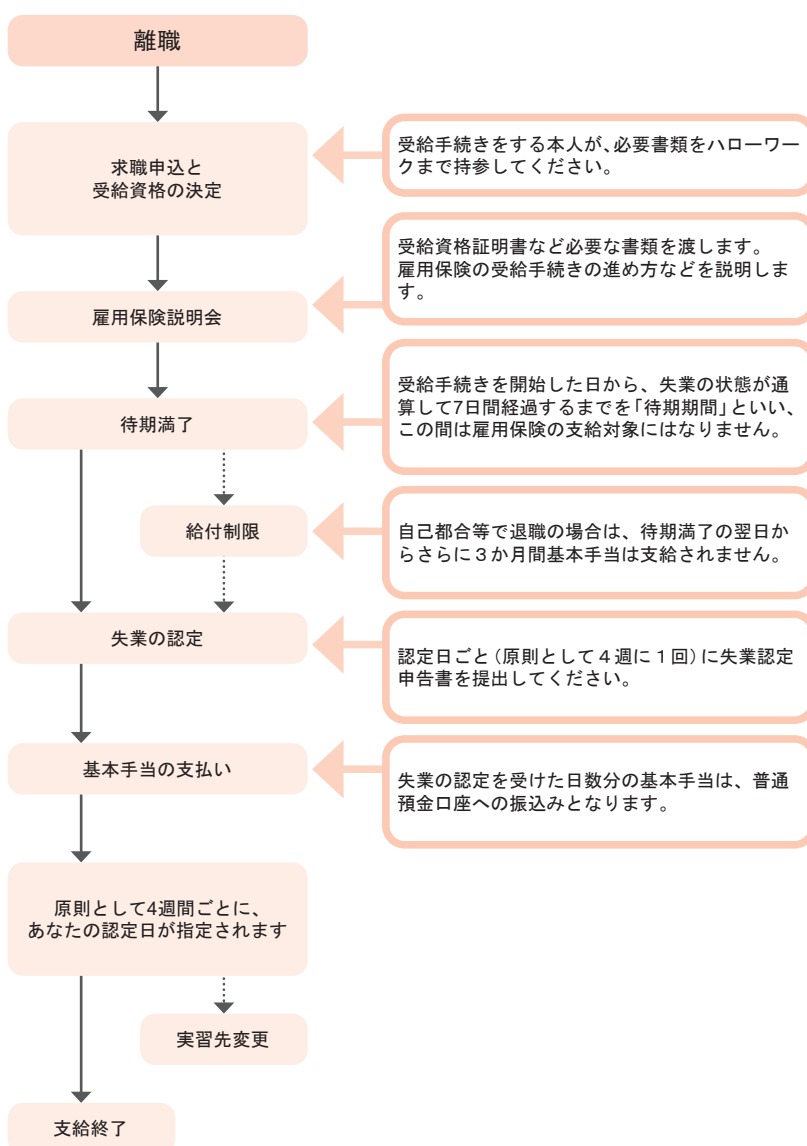 離職
求職申込と
受給資格の決定
受給手続きをする本人が、必要書類をハローワー
クまで持参してください。
受給資格証明書など必要な書類を渡します。
雇用保険の受給手続きの進め方などを説明しま
す。
雇用保険説明会
受給手続きを開始した日から、失業の状態が通
算して7日間経過するまでを「待期期間」といい、
この間は雇用保険の支給対象にはなりません。
待期満了
給付制限
自己都合等で退職の場合は、待期満了の翌日か
らさらに３か月間基本手当は支給されません。
失業の認定
認定日ごと（原則として４週に１回）に失業認定
申告書を提出してください。
基本手当の支払い
失業の認定を受けた日数分の基本手当は、普通
預金口座への振込みとなります。
原則として4週間ごとに、
あなたの認定日が指定されます
実習先変更
支給終了